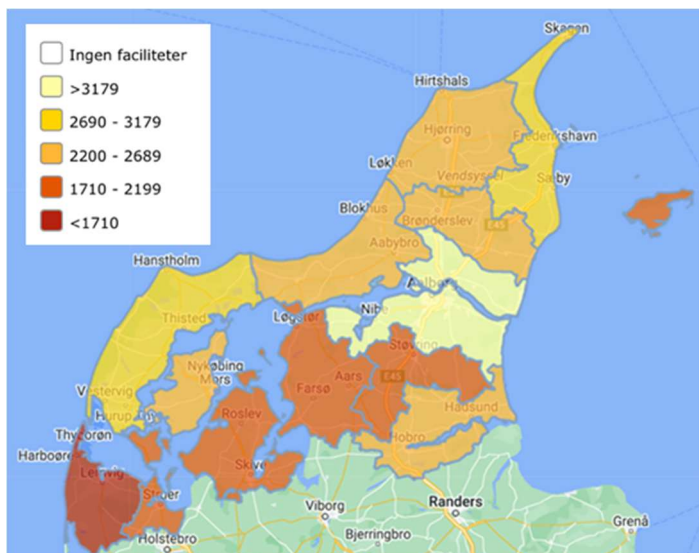 Ingen faciliteter
>3179
2690 - 3179
2200 - 2689
1710 - 2199
<1710
Skagen
Hirtshals
Hjørring
Frederikshavn
Løkken
Vendsyssel
Sæby
Blokhus
Brønderslev
E45
Aabybro
Hanstholm
Aalborg
Thisted
Løgstør
Nibe
Støvring
Nykøbing
Mors
Aars
E45
Vestervig
Farsø
Hadsund
Hurup Thy
Roslev
Thyborøn
Hobro
Harboøre
Lemvig
Skive
Struer
Viborg
Randers
Holstebro
Bjerringbro
Grenå